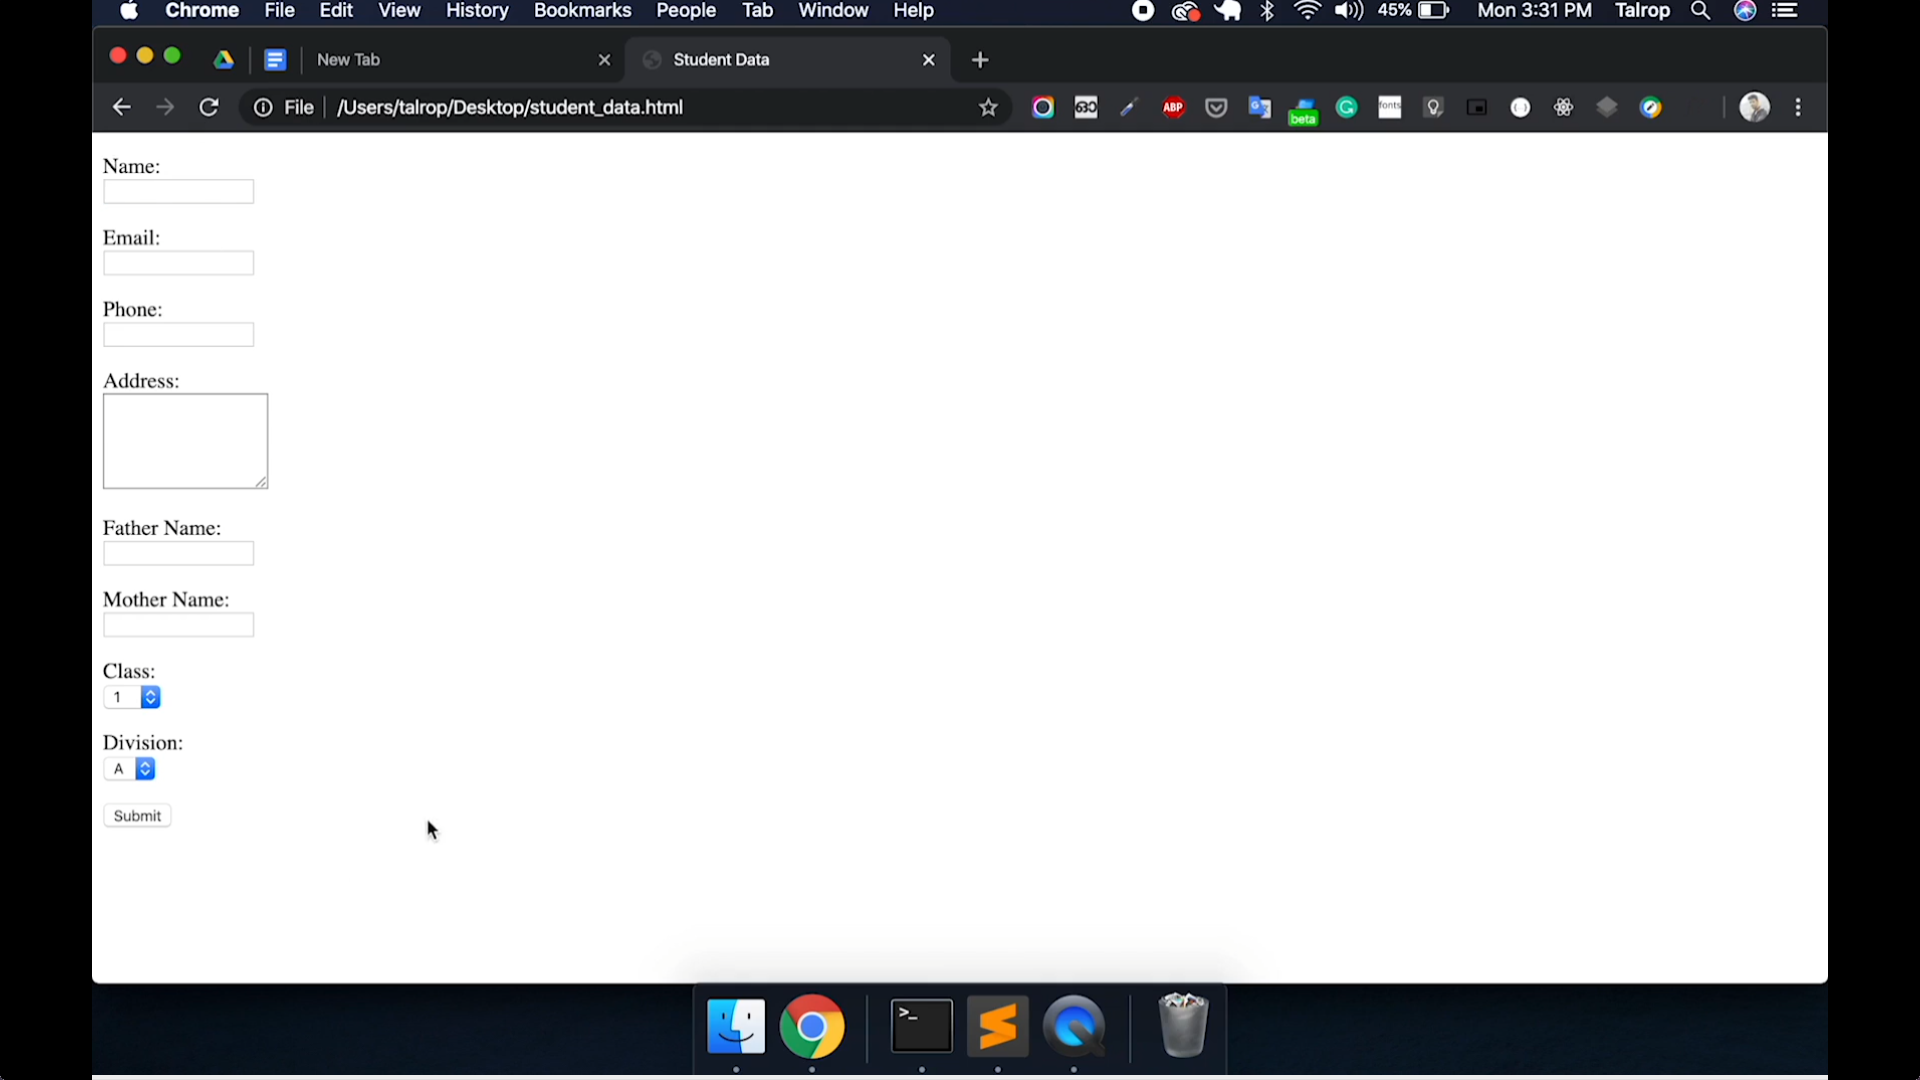 Chrome File Edit View History Bookmarks People Tab Window Help 45% Mon 3:31 PM Talrop
New Tab Student Data
File /Users/talrop/Desktop/student_data.html ABP beta fonts
Name:
Email:
Phone:
Address:
Father Name:
Mother Name:
Class:
1
Division:
A
Submit
>_